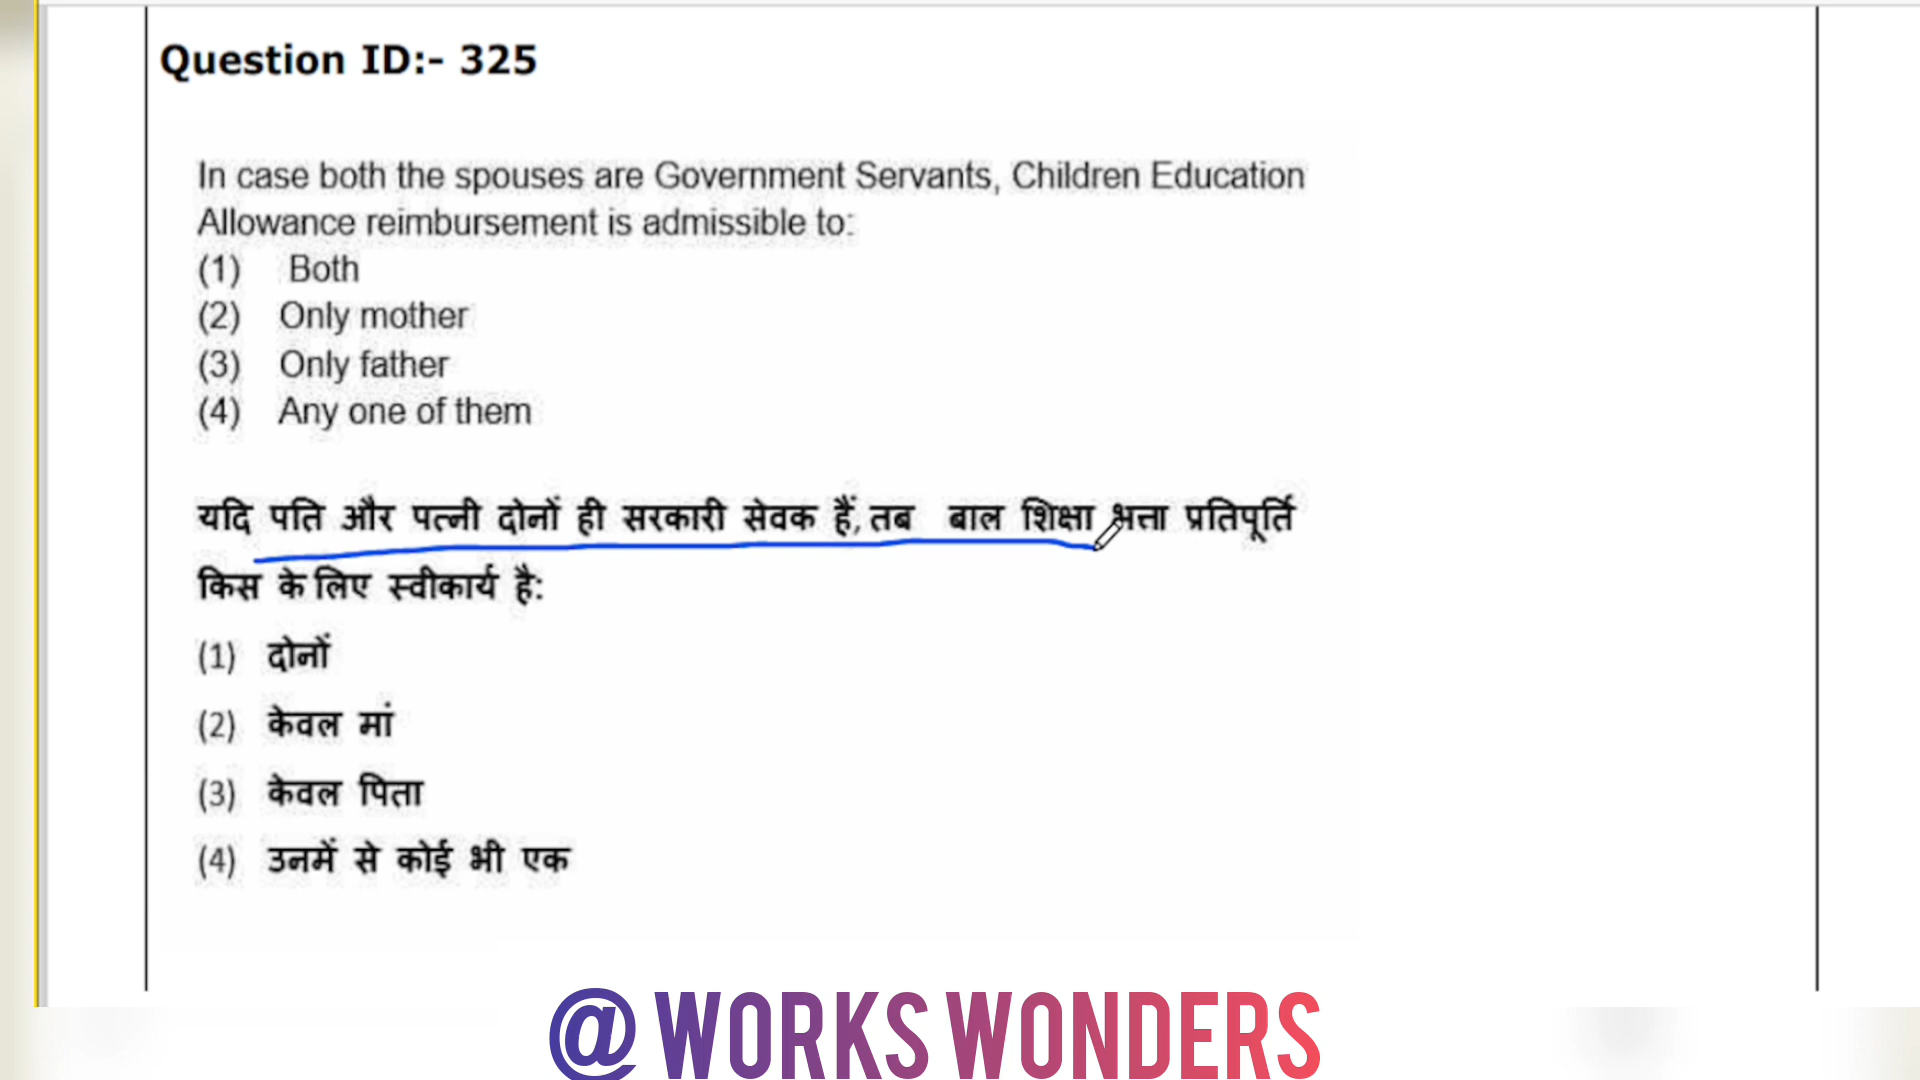 Question ID:- 325
In case both the spouses are Government Servants, Children Education
Allowance reimbursement is admissible to:
(1) Both
(2) Only mother
(3) Only father
(4) Any one of them
यदि पति और पत्नी दोनों ही सरकारी सेवक हैं, तब बाल शिक्षा भत्ता प्रतिपूर्ति
किस के लिए स्वीकार्य है:
(1) दोनों
(2) केवल मां
(3) केवल पिता
(4) उनमें से कोई भी एक
@ WORKS WONDERS